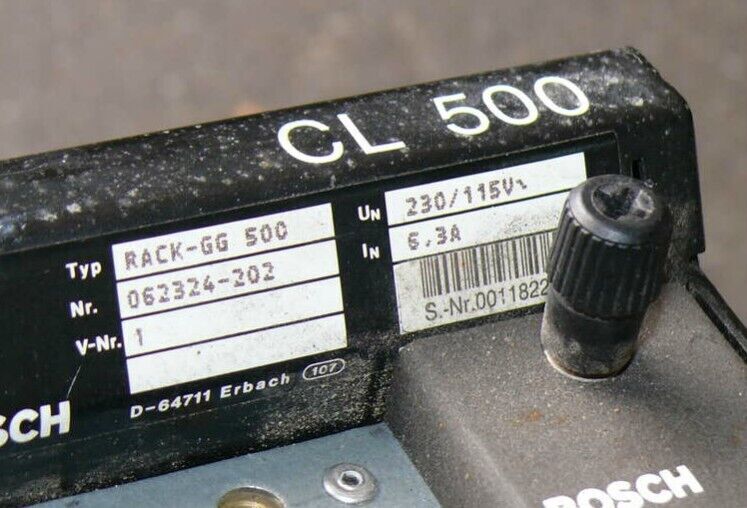 CL 500
Typ RACK-GG 500
Nr. 062324-202
V-Nr. 1
UN 230/115V~
IN 6,3A
S.-Nr.0011822
D-64711 Erbach 107
SCH
BOSCH